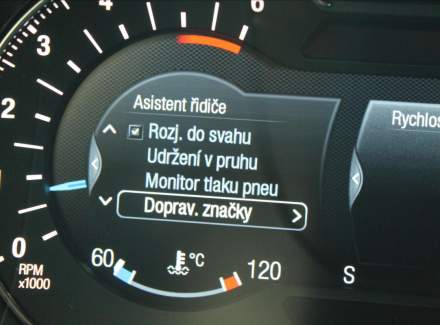 3
4
5
6
2
Asistent řidiče
Rychlos
Rozj. do svahu
Udržení v pruhu
Monitor tlaku pneu
Doprav. značky
0
RPM
x1000
60
°C
120
S